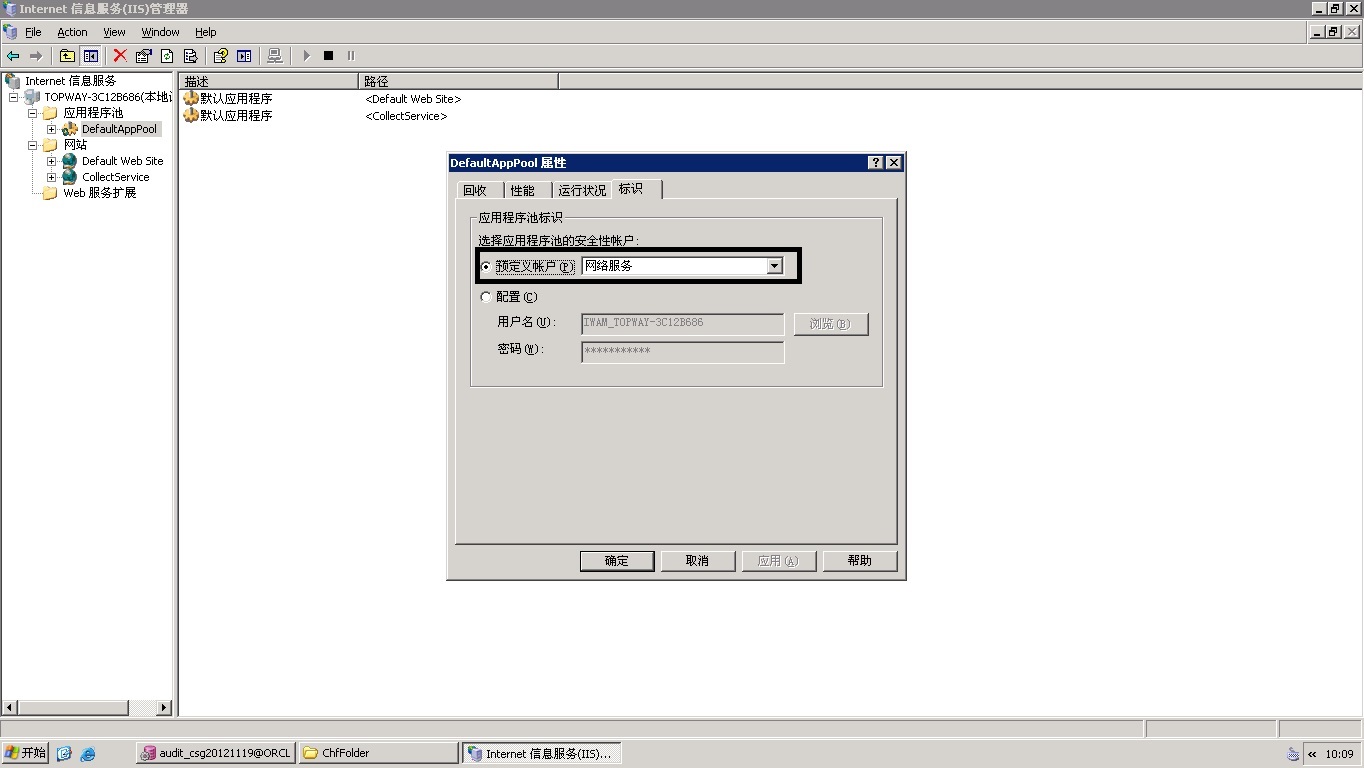 Internet 信息服务(IIS)管理器
File Action View Window Help
Internet 信息服务
TOPWAY-3C12B686(本地计
应用程序池
DefaultAppPool
网站
Default Web Site
CollectService
Web 服务扩展
描述 路径
默认应用程序 <Default Web Site>
默认应用程序 <CollectService>
DefaultAppPool 属性
回收 性能 运行状况 标识
应用程序池标识
选择应用程序池的安全性帐户:
预定义帐户(P) 网络服务
配置(C)
用户名(U): IWAM_TOPWAY-3C12B686 浏览(B)
密码(W): ***********
确定 取消 应用(A) 帮助
开始 audit_csg20121119@ORCL ChfFolder Internet 信息服务(IIS)... « 10:09